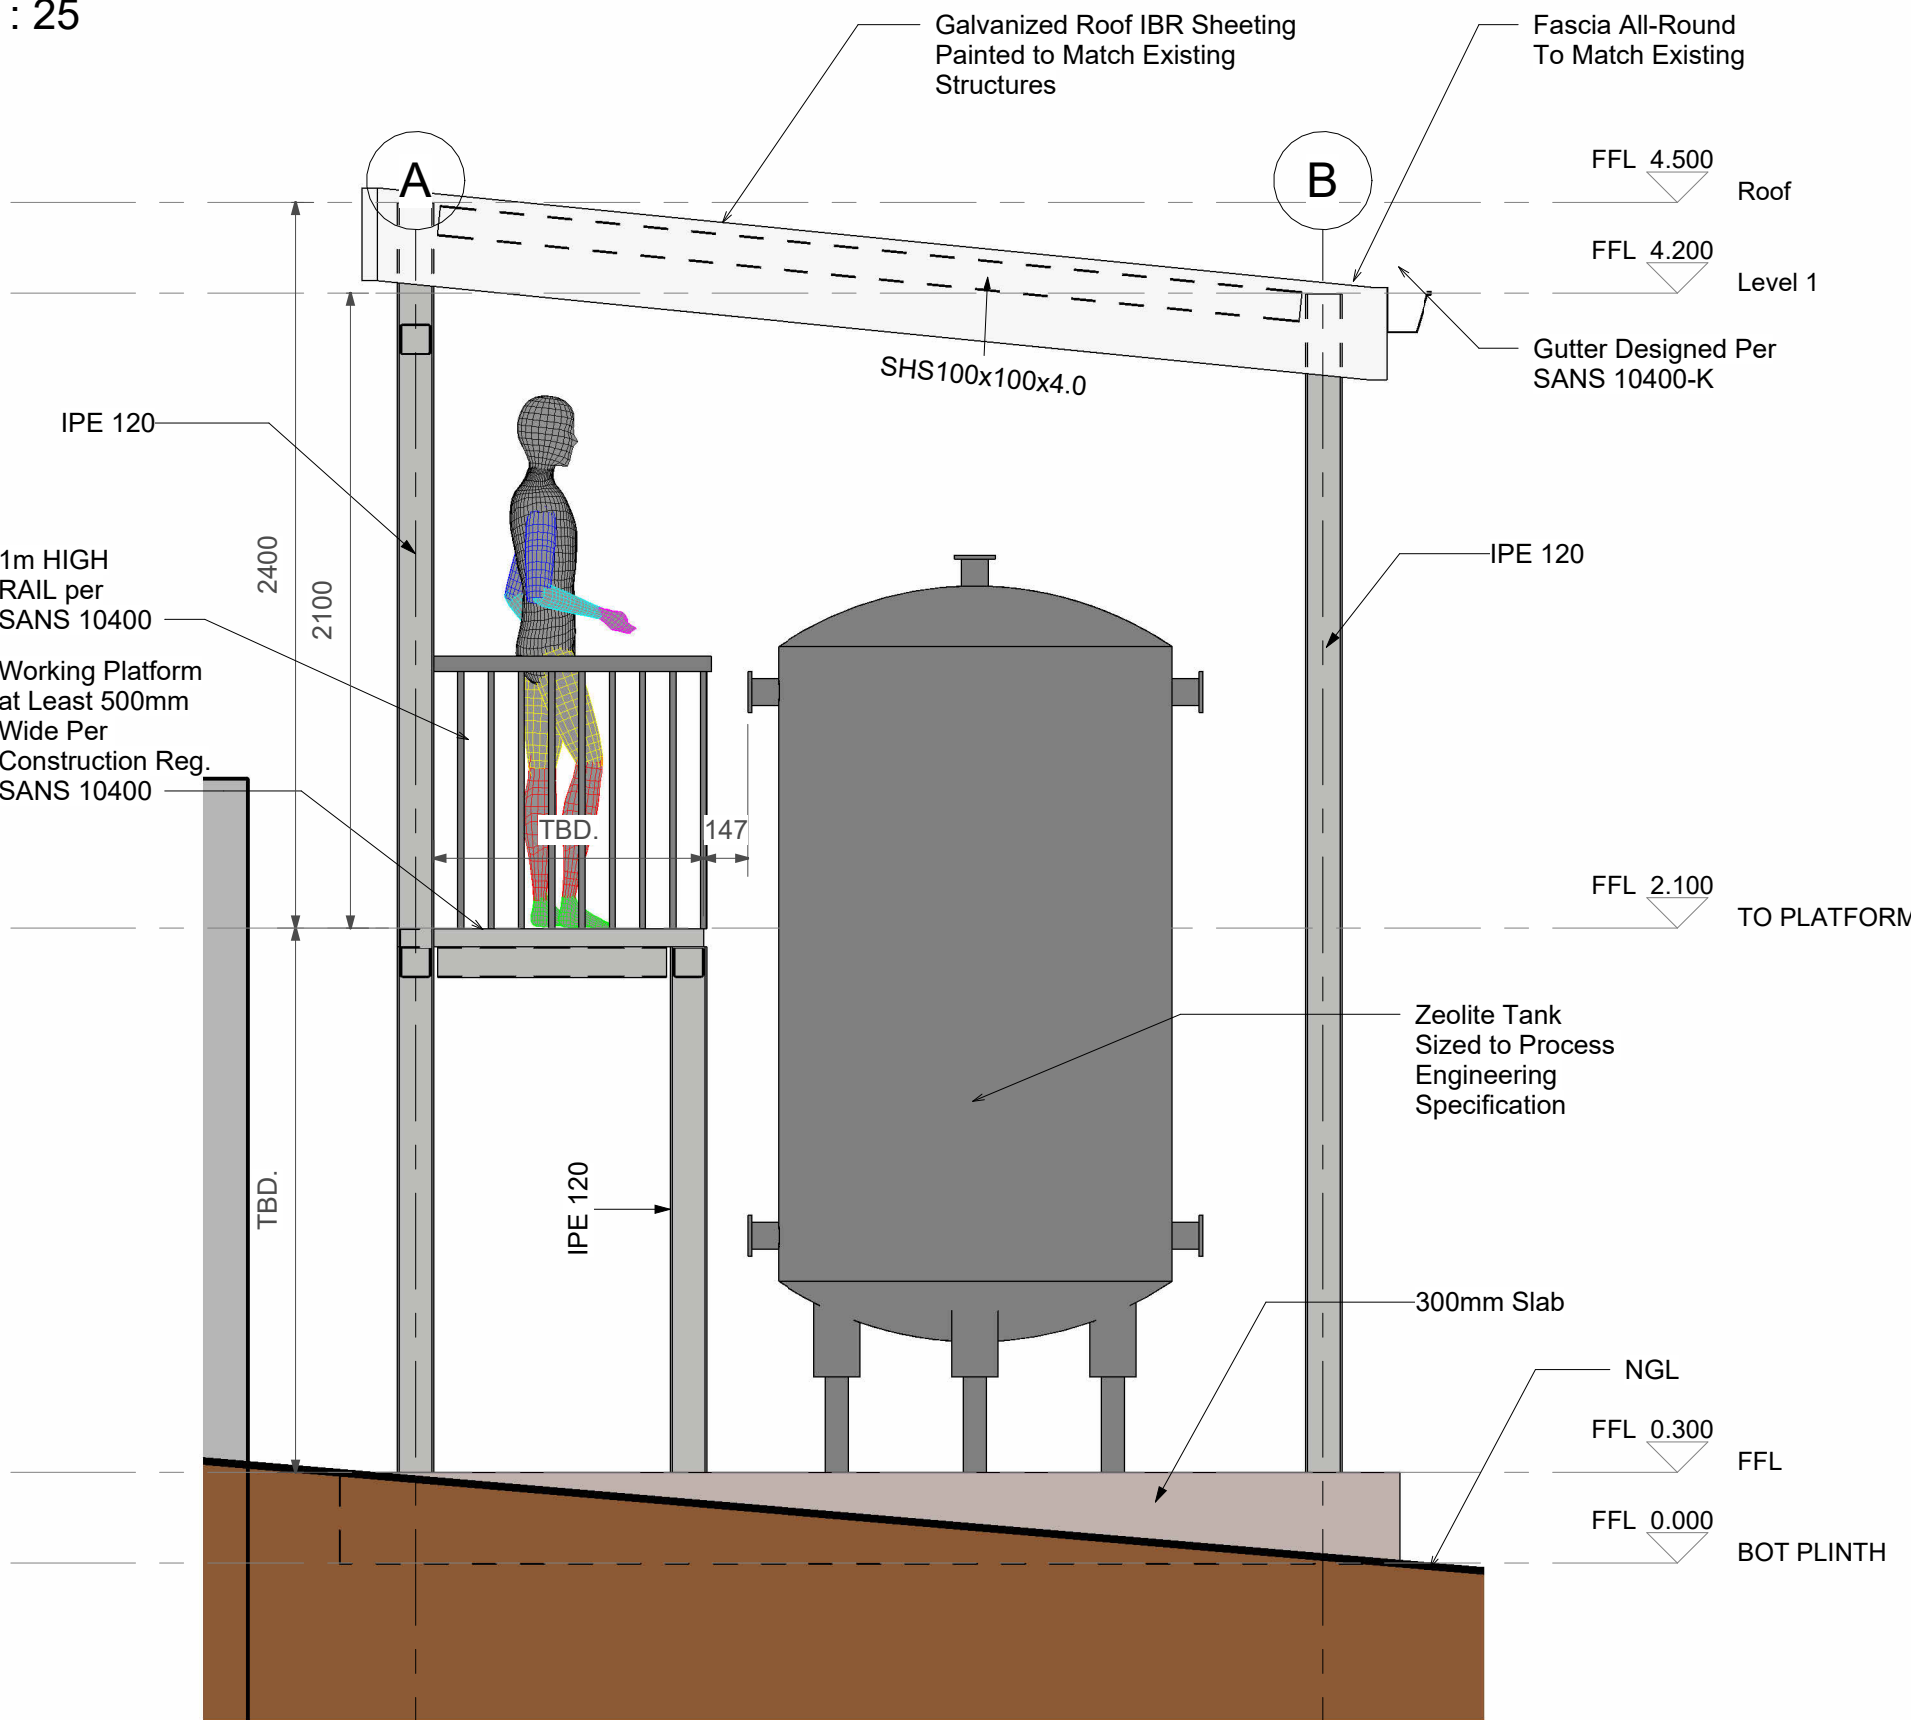 : 25
Galvanized Roof IBR Sheeting
Painted to Match Existing
Structures
Fascia All-Round
To Match Existing
A
B
FFL 4.500
Roof
FFL 4.200
Level 1
Gutter Designed Per
SANS 10400-K
SHS100x100x4.0
IPE 120
2400
2100
IPE 120
1m HIGH
RAIL per
SANS 10400
Working Platform
at Least 500mm
Wide Per
Construction Reg.
SANS 10400
TBD.
147
FFL 2.100
TO PLATFORM
Zeolite Tank
Sized to Process
Engineering
Specification
TBD.
IPE 120
300mm Slab
NGL
FFL 0.300
FFL
FFL 0.000
BOT PLINTH